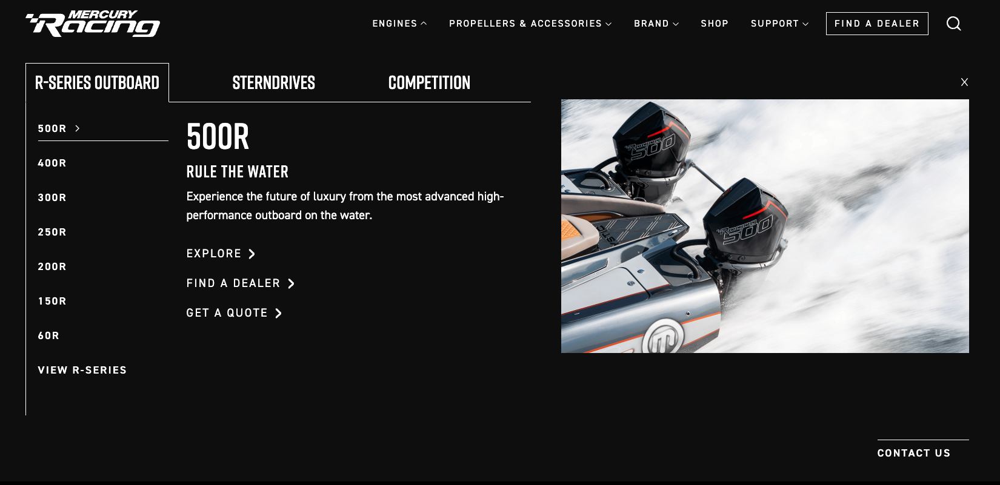 MERCURY
Racing
ENGINES
PROPELLERS & ACCESSORIES
BRAND
SHOP
SUPPORT
FIND A DEALER
R-SERIES OUTBOARD
STERNDRIVES
COMPETITION
X
500R
400R
300R
250R
200R
150R
60R
VIEW R-SERIES
500R
RULE THE WATER
Experience the future of luxury from the most advanced high-
performance outboard on the water.
EXPLORE
FIND A DEALER
GET A QUOTE
Racing
500
Racing
500
CONTACT US